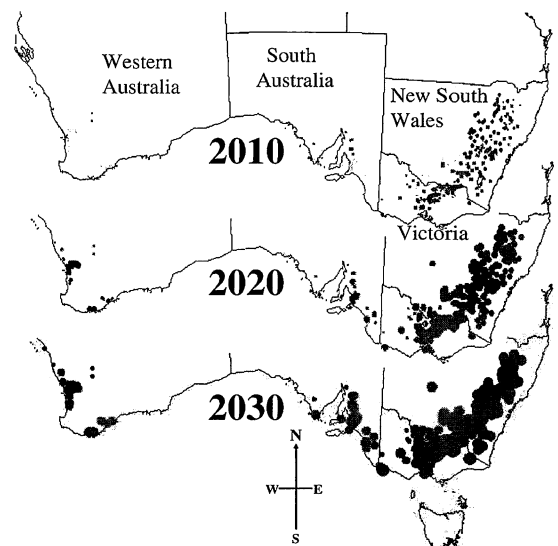 Western
Australia
South
Australia
New South
Wales
2010
Victoria
2020
2030
N
W
E
S